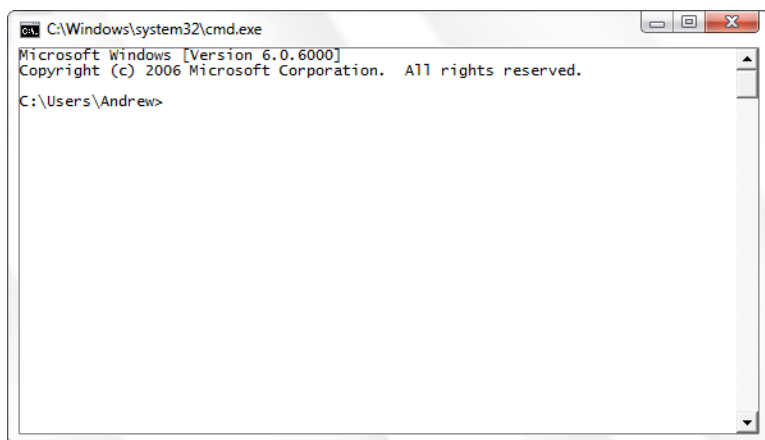 C:\Windows\system32\cmd.exe
Microsoft Windows [Version 6.0.6000]
Copyright (c) 2006 Microsoft Corporation.  All rights reserved.
C:\Users\Andrew>